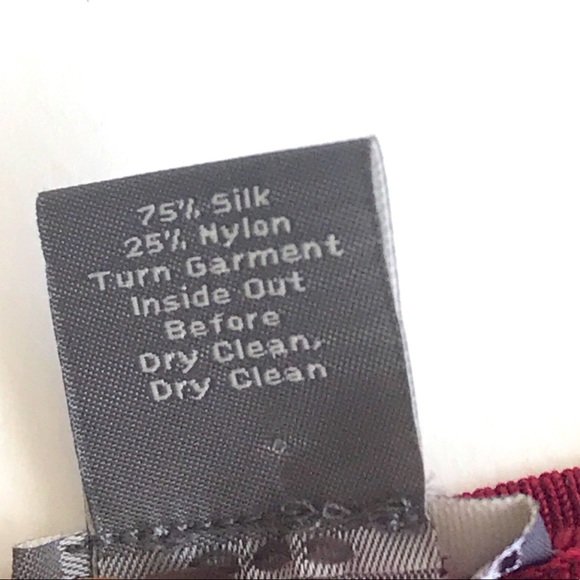 75% Silk
25% Nylon
Turn Garment
Inside Out
Before
Dry Clean,
Dry Clean